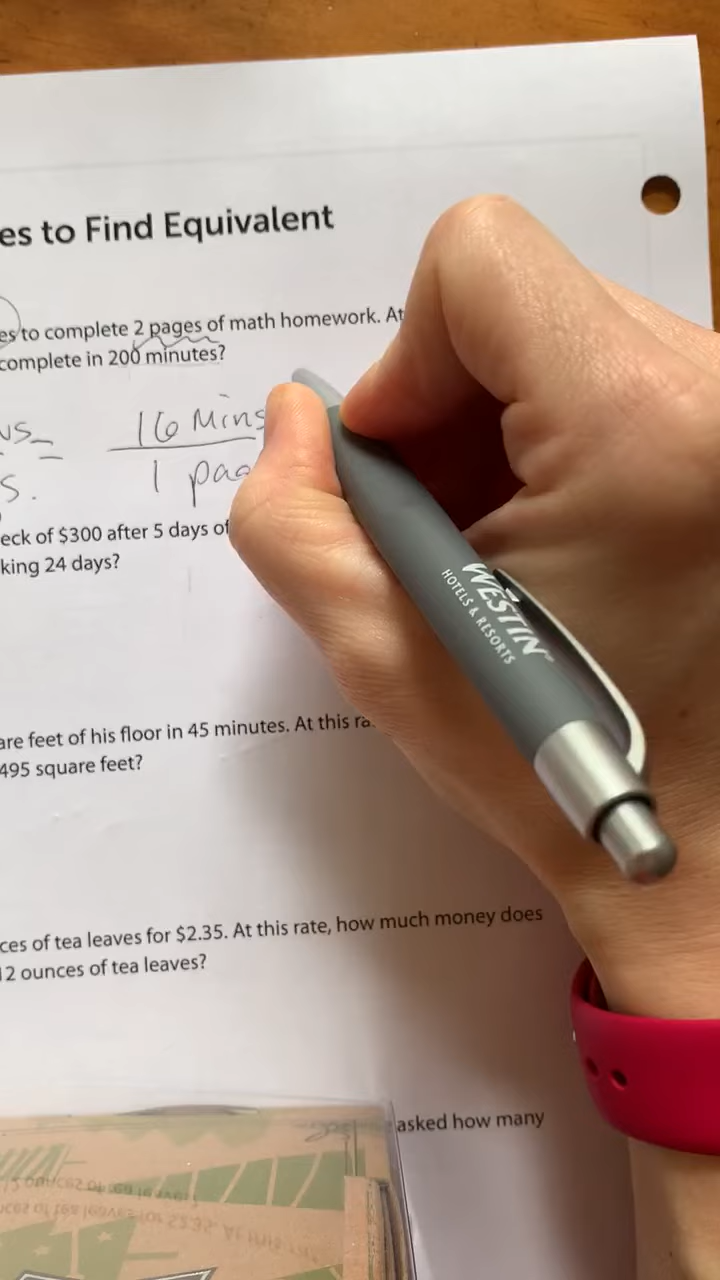 es to Find Equivalent
es to complete 2 pages of math homework. At
complete in 200 minutes?
16 Mins
1 pag
s.
eck of $300 after 5 days of
king 24 days?
WESTIN
HOTELS & RESORTS
are feet of his floor in 45 minutes. At this ra
495 square feet?
ces of tea leaves for $2.35. At this rate, how much money does
12 ounces of tea leaves?
asked how many